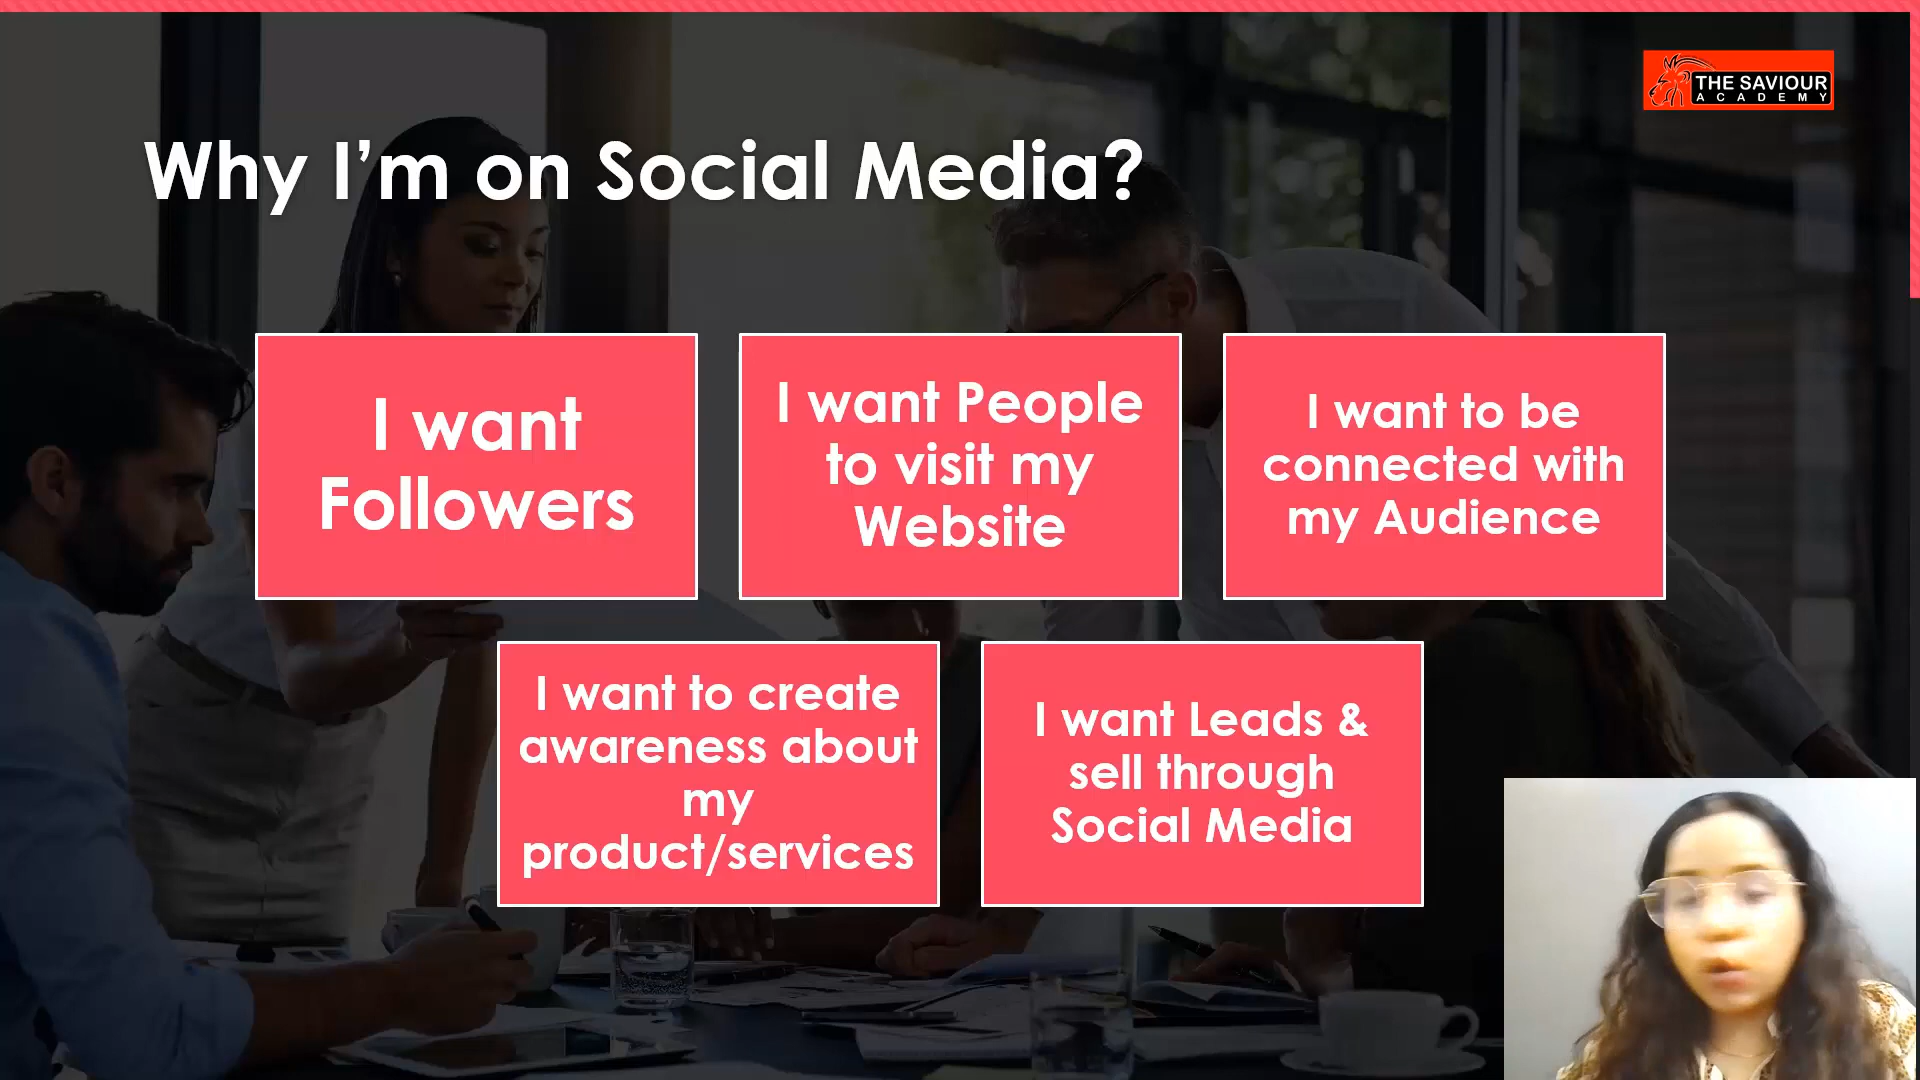 THE SAVIOUR
ACADEMY
Why I'm on Social Media?
I want
Followers
I want People
to visit my
Website
I want to be
connected with
my Audience
I want to create
awareness about
my
product/services
I want Leads &
sell through
Social Media